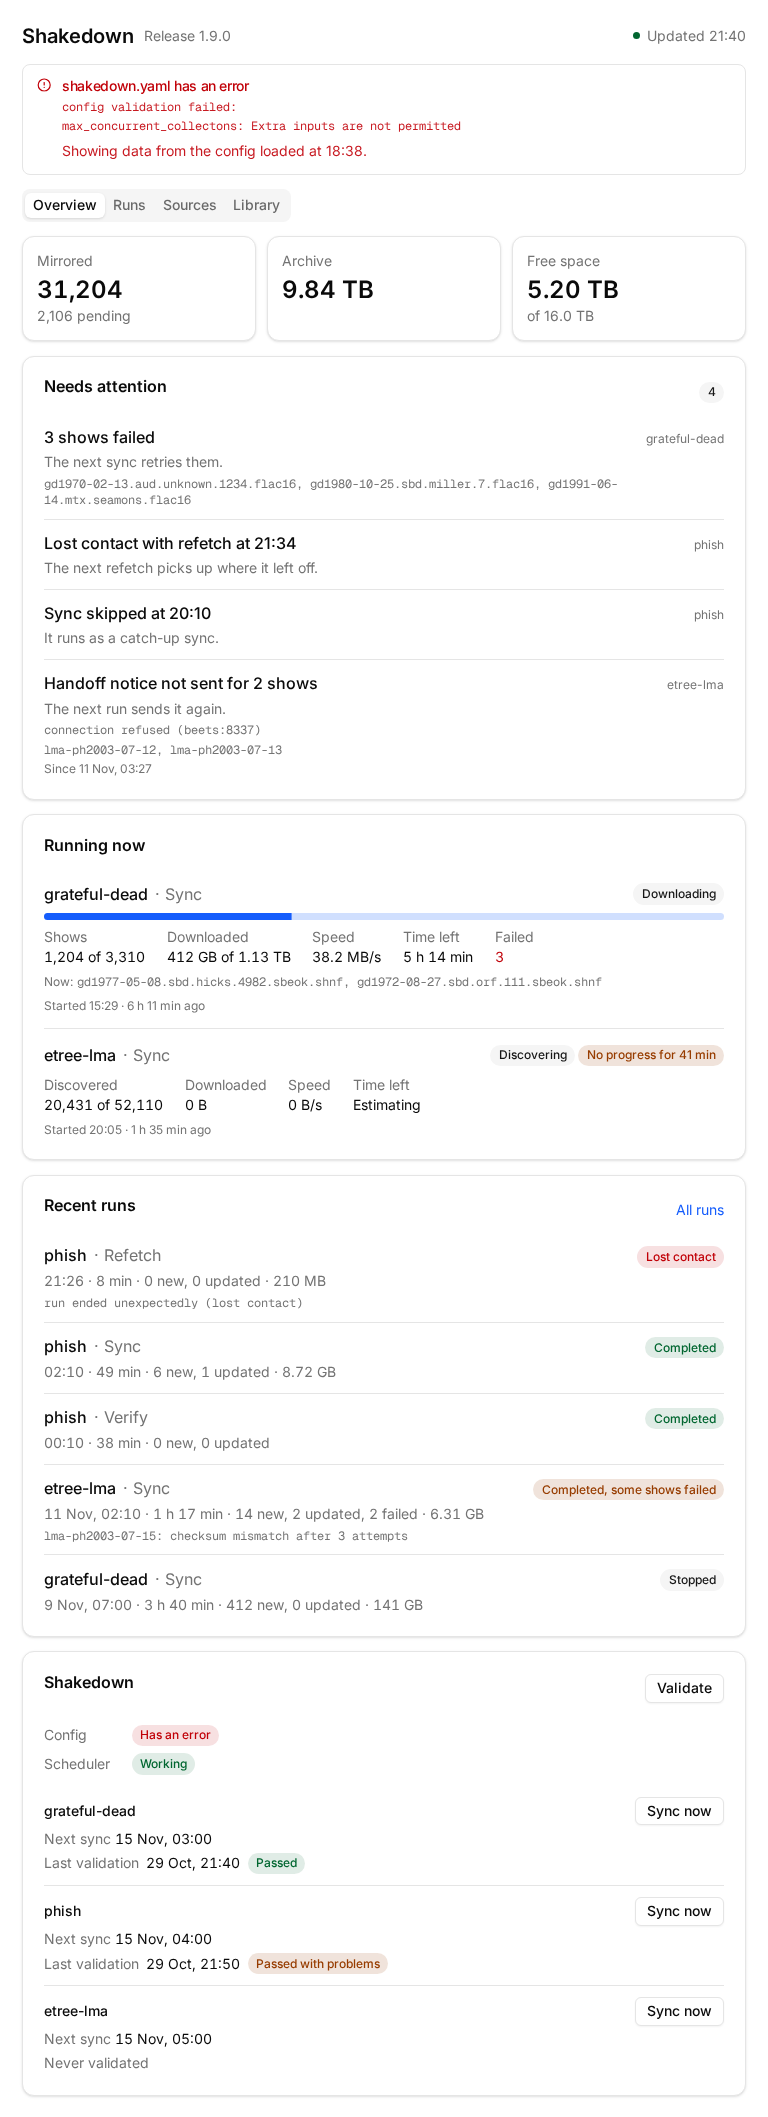 Shakedown Release 1.9.0
Updated 21:40
shakedown.yaml has an error
config validation failed:
max_concurrent_collectons: Extra inputs are not permitted
Showing data from the config loaded at 18:38.
Overview Runs Sources Library
Mirrored
31,204
2,106 pending
Archive
9.84 TB
Free space
5.20 TB
of 16.0 TB
Needs attention
4
3 shows failed
grateful-dead
The next sync retries them.
gd1970-02-13.aud.unknown.1234.flac16, gd1980-10-25.sbd.miller.7.flac16, gd1991-06-
14.mtx.seamons.flac16
Lost contact with refetch at 21:34
phish
The next refetch picks up where it left off.
Sync skipped at 20:10
phish
It runs as a catch-up sync.
Handoff notice not sent for 2 shows
etree-lma
The next run sends it again.
connection refused (beets:8337)
lma-ph2003-07-12, lma-ph2003-07-13
Since 11 Nov, 03:27
Running now
grateful-dead · Sync
Downloading
Shows Downloaded Speed Time left Failed
1,204 of 3,310 412 GB of 1.13 TB 38.2 MB/s 5 h 14 min 3
Now: gd1977-05-08.sbd.hicks.4982.sbeok.shnf, gd1972-08-27.sbd.orf.111.sbeok.shnf
Started 15:29 · 6 h 11 min ago
etree-lma · Sync
Discovering No progress for 41 min
Discovered Downloaded Speed Time left
20,431 of 52,110 0 B 0 B/s Estimating
Started 20:05 · 1 h 35 min ago
Recent runs
All runs
phish · Refetch
Lost contact
21:26 · 8 min · 0 new, 0 updated · 210 MB
run ended unexpectedly (lost contact)
phish · Sync
Completed
02:10 · 49 min · 6 new, 1 updated · 8.72 GB
phish · Verify
Completed
00:10 · 38 min · 0 new, 0 updated
etree-lma · Sync
Completed, some shows failed
11 Nov, 02:10 · 1 h 17 min · 14 new, 2 updated, 2 failed · 6.31 GB
lma-ph2003-07-15: checksum mismatch after 3 attempts
grateful-dead · Sync
Stopped
9 Nov, 07:00 · 3 h 40 min · 412 new, 0 updated · 141 GB
Shakedown
Validate
Config Has an error
Scheduler Working
grateful-dead
Sync now
Next sync 15 Nov, 03:00
Last validation 29 Oct, 21:40 Passed
phish
Sync now
Next sync 15 Nov, 04:00
Last validation 29 Oct, 21:50 Passed with problems
etree-lma
Sync now
Next sync 15 Nov, 05:00
Never validated